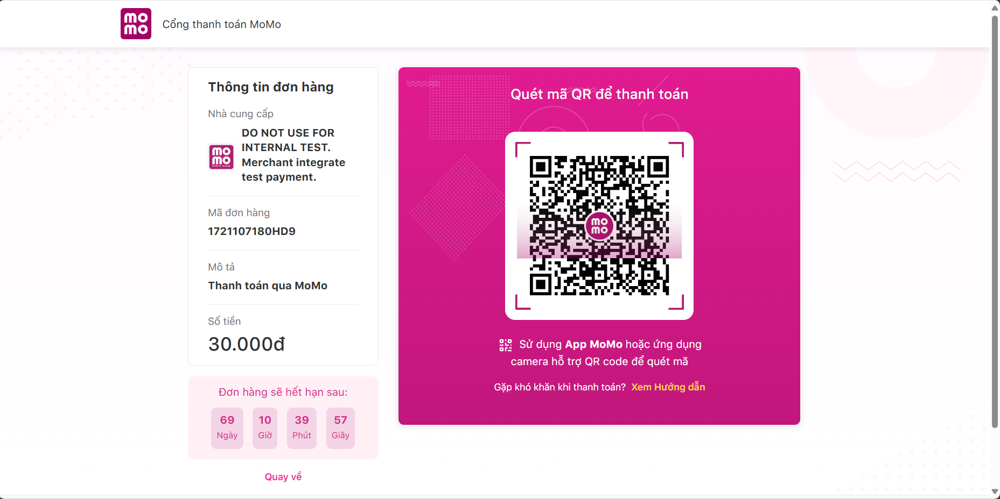 mo
mo
Cổng thanh toán MoMo
Thông tin đơn hàng
Nhà cung cấp
mo
mo
DO NOT USE FOR
INTERNAL TEST.
Merchant integrate
test payment.
Mã đơn hàng
1721107180HD9
Mô tả
Thanh toán qua MoMo
Số tiền
30.000đ
Đơn hàng sẽ hết hạn sau:
69 10 39 57
Ngày Giờ Phút Giây
Quay về
Quét mã QR để thanh toán
mo
mo
Sử dụng App MoMo hoặc ứng dụng
camera hỗ trợ QR code để quét mã
Gặp khó khăn khi thanh toán? Xem Hướng dẫn